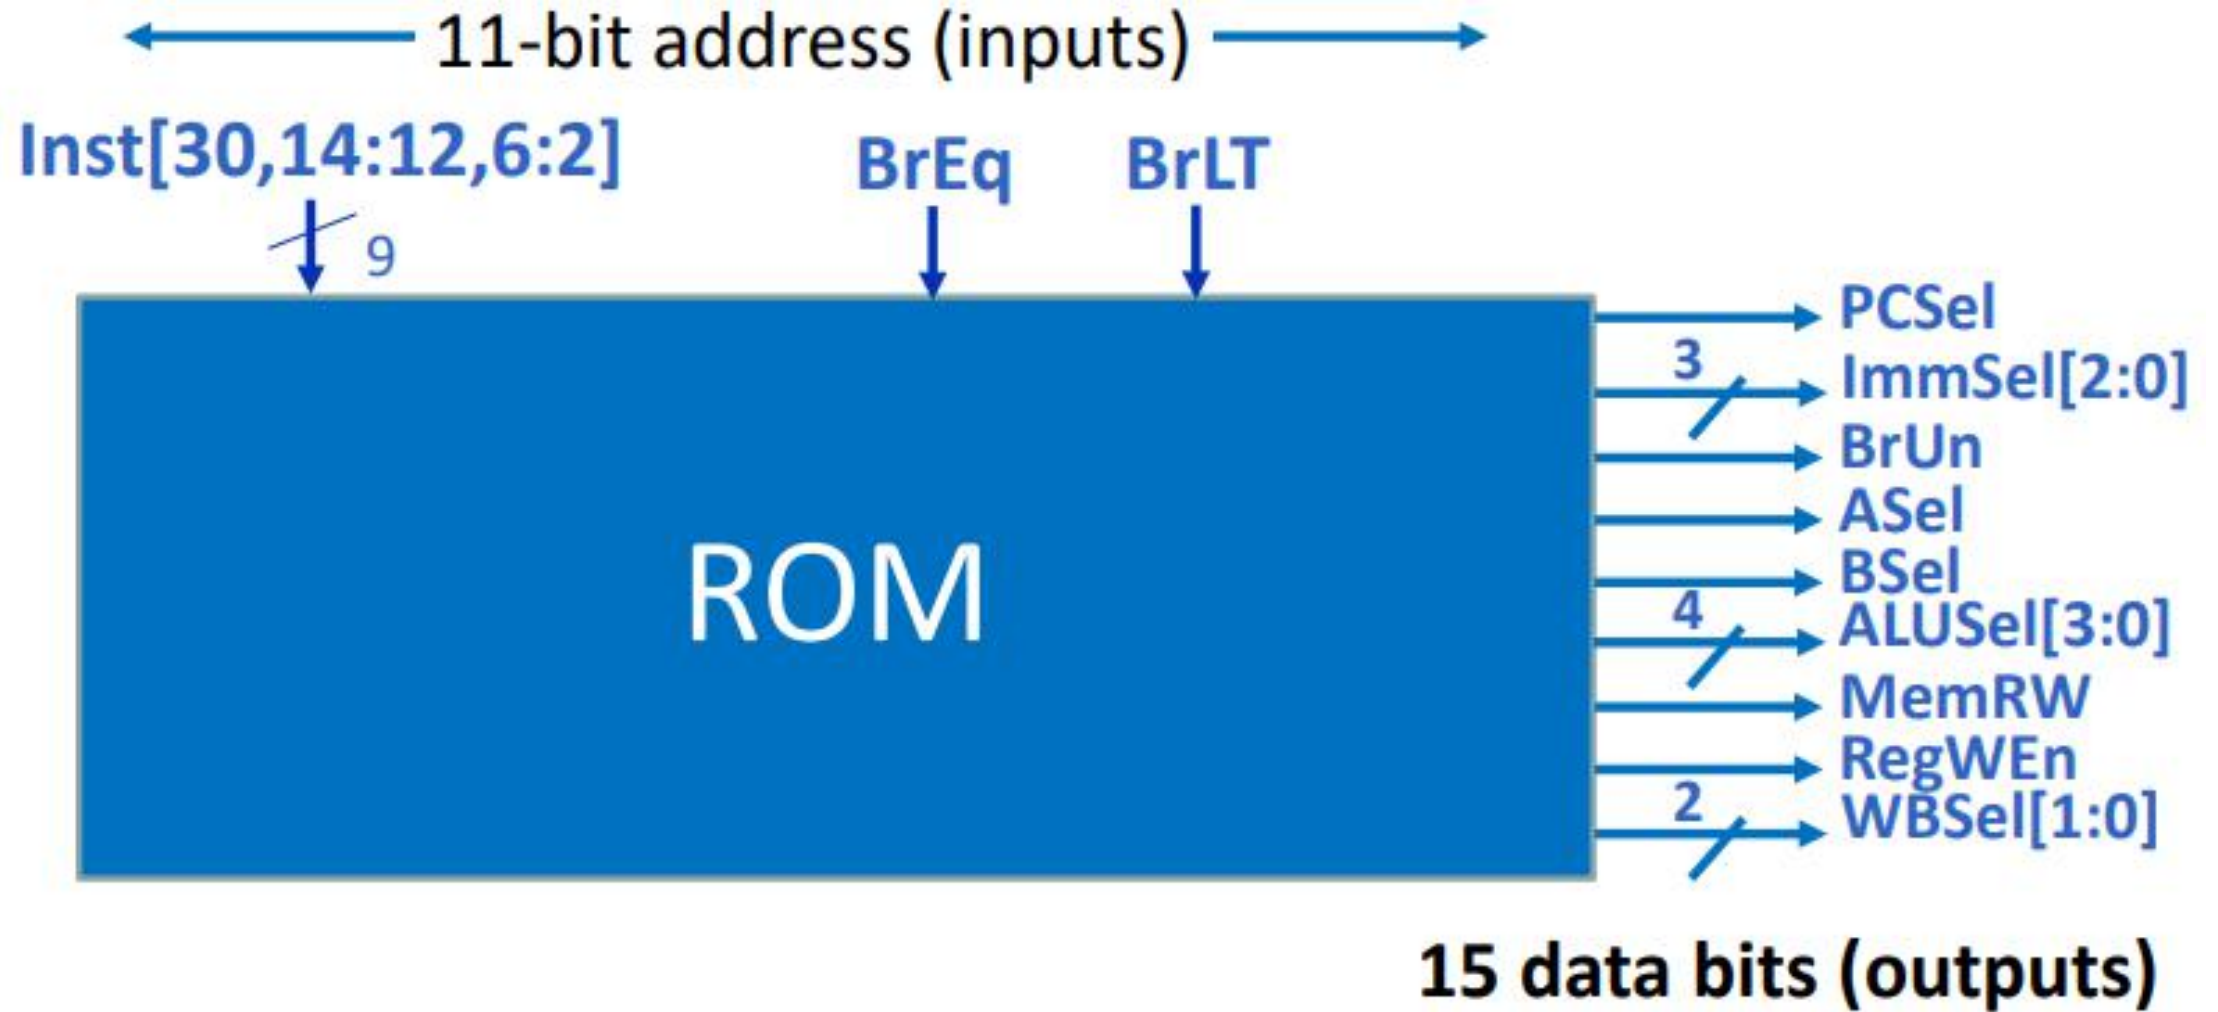 11-bit address (inputs)
Inst[30,14:12,6:2]
BrEq
BrLT
9
PCSel
3
ImmSel[2:0]
BrUn
ASel
BSel
4
ALUSel[3:0]
ROM
MemRW
RegWEn
2
WBSel[1:0]
15 data bits (outputs)